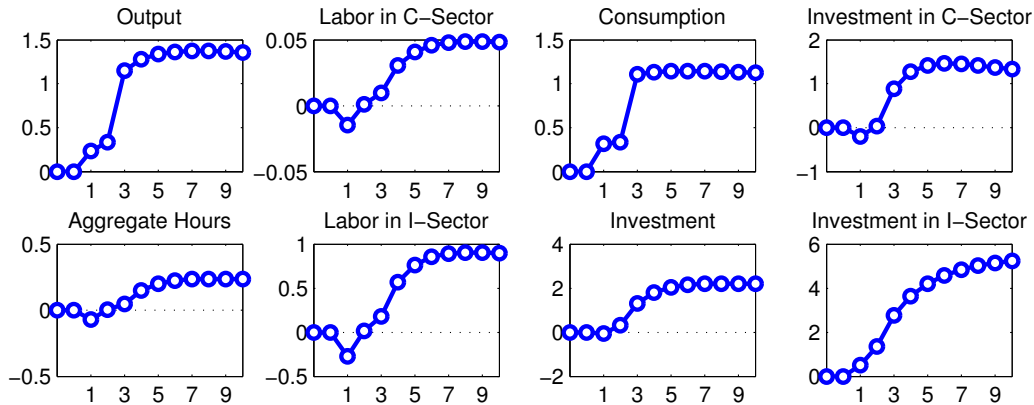 Output
1.5
1
0.5
0
1 3 5 7 9
Labor in C−Sector
0.05
0
−0.05
1 3 5 7 9
Consumption
1.5
1
0.5
0
1 3 5 7 9
Investment in C−Sector
2
1
0
−1
1 3 5 7 9
Aggregate Hours
0.5
0
−0.5
1 3 5 7 9
Labor in I−Sector
1
0.5
0
−0.5
1 3 5 7 9
Investment
4
2
0
−2
1 3 5 7 9
Investment in I−Sector
6
4
2
0
1 3 5 7 9